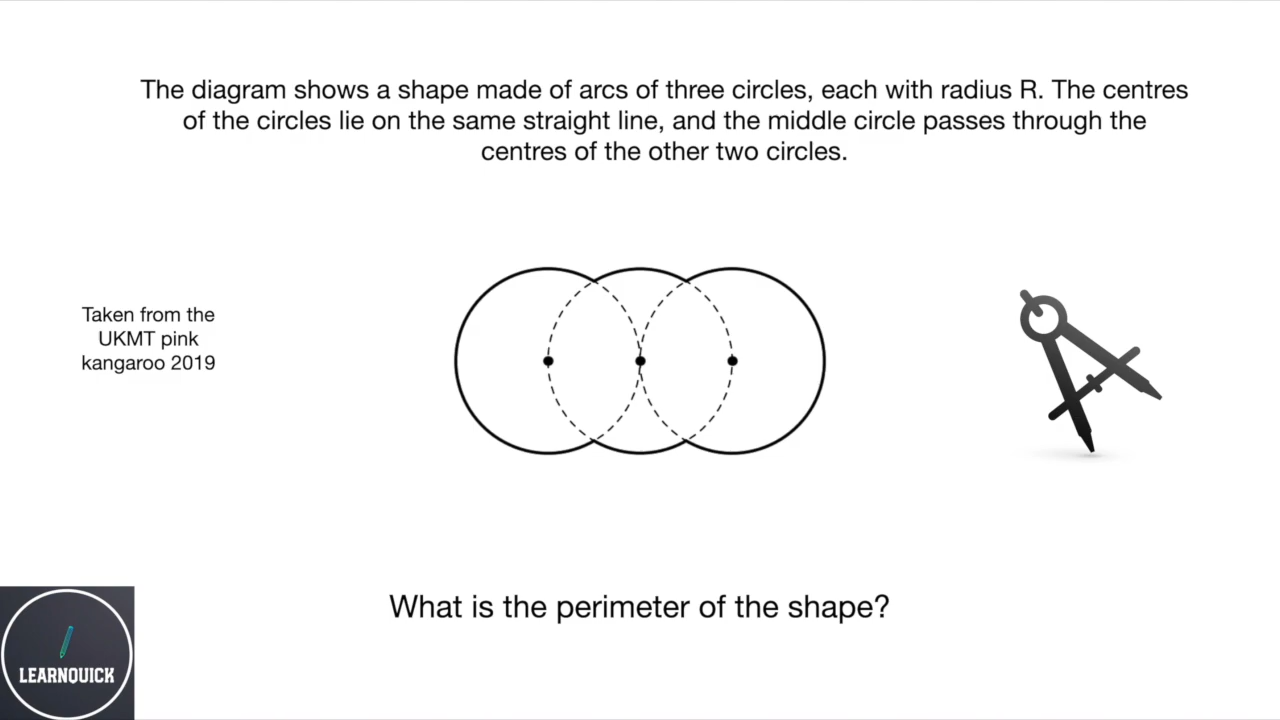 The diagram shows a shape made of arcs of three circles, each with radius R. The centres
of the circles lie on the same straight line, and the middle circle passes through the
centres of the other two circles.
Taken from the
UKMT pink
kangaroo 2019
What is the perimeter of the shape?
LEARNQUICK